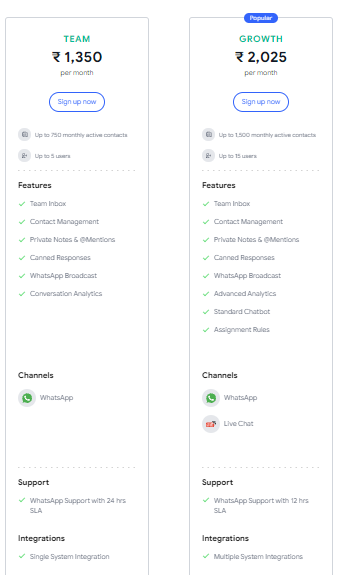 TEAM
₹ 1,350
per month
Sign up now
Up to 750 monthly active contacts
Up to 5 users
Features
Team Inbox
Contact Management
Private Notes & @Mentions
Canned Responses
WhatsApp Broadcast
Conversation Analytics
Channels
WhatsApp
Support
WhatsApp Support with 24 hrs
SLA
Integrations
Single System Integration
Popular
GROWTH
₹ 2,025
per month
Sign up now
Up to 1,500 monthly active contacts
Up to 15 users
Features
Team Inbox
Contact Management
Private Notes & @Mentions
Canned Responses
WhatsApp Broadcast
Advanced Analytics
Standard Chatbot
Assignment Rules
Channels
WhatsApp
Live Chat
Support
WhatsApp Support with 12 hrs
SLA
Integrations
Multiple System Integrations